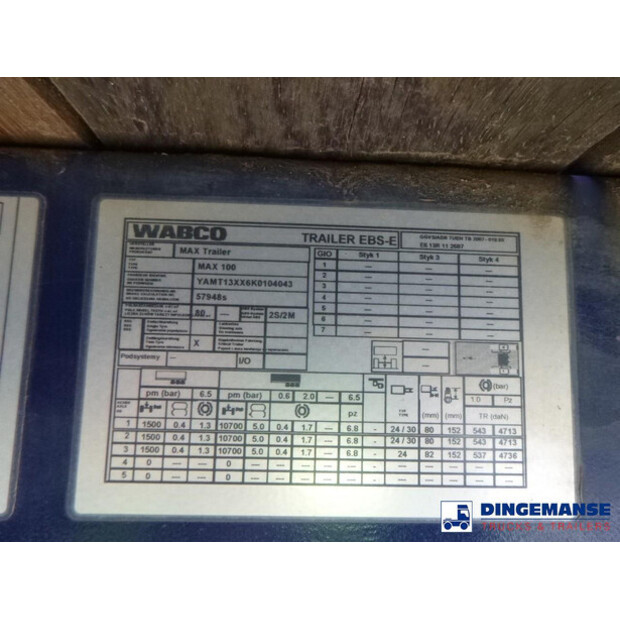 WABCO
TRAILER EBS-E
MAX Trailer
GIO Styk 1 Styk 3 Styk 4
MAX 100
1 — — —
YAMT13XX6K0104043
2 — — —
57948s
3 — — —
80 — 2S/2M
4 — — —
5 — — —
6 — — —
X
7 — — —
Podsystemy — I/O
(bar)
pm (bar) 6.5 pm (bar) 0.6 2.0 — 6.5 1.0 Pz
pz (mm) (mm) TR (daN)
1 1500 0.4 1.3 10700 5.0 0.4 1.7 — 6.8 - 24 / 30 80 152 543 4713
2 1500 0.4 1.3 10700 5.0 0.4 1.7 — 6.8 - 24 / 30 80 152 543 4713
3 1500 0.4 1.3 10700 5.0 0.4 1.7 — 6.8 - 24 82 152 537 4736
4 0 — — 0 — — — — — — — — — — —
5 0 — — 0 — — — — — — — — — — —
DINGEMANSE
TRUCKS & TRAILERS